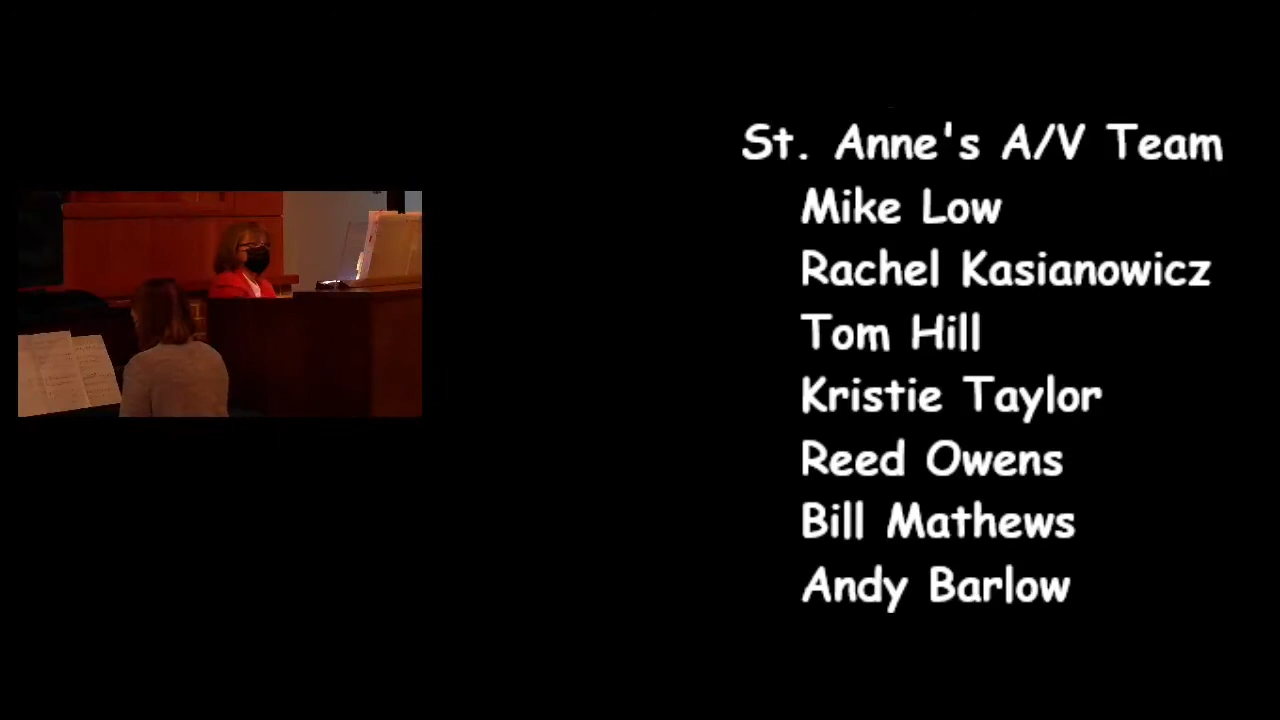 St. Anne's A/V Team
Mike Low
Rachel Kasianowicz
Tom Hill
Kristie Taylor
Reed Owens
Bill Mathews
Andy Barlow